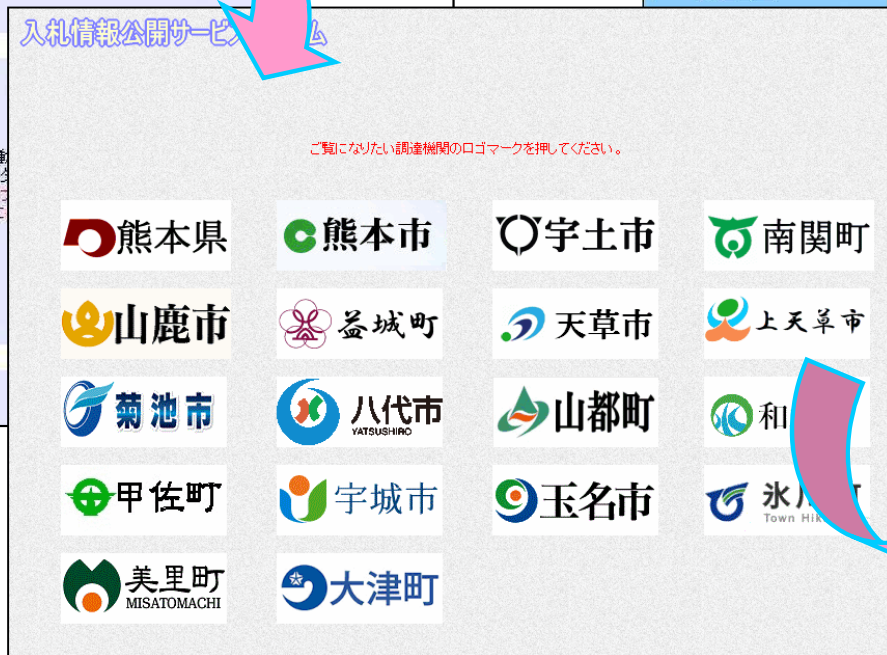 入札情報公開サービ ム
ご覧になりたい調達機関のロゴマークを押してください。
熊本県 熊本市 宇土市 南関町
山鹿市 益城町 天草市 上天草市
菊池市 八代市 山都町 和
YATSUSHIRO
甲佐町 宇城市 玉名市 氷川町
Town Hik
美里町 大津町
MISATOMACHI